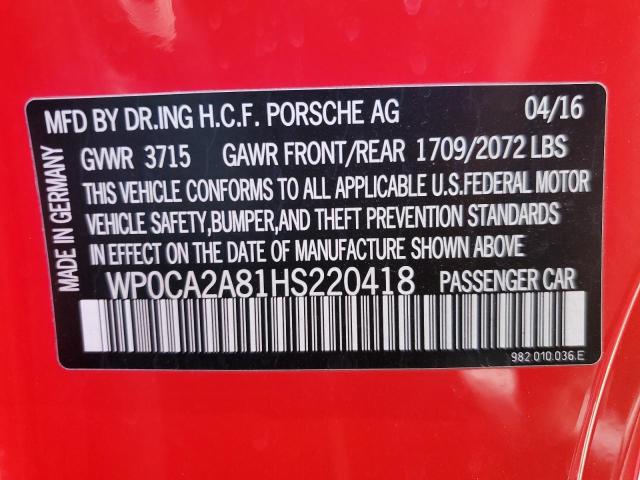 MFD BY DR.ING H.C.F. PORSCHE AG 04/16
GVWR 3715 GAWR FRONT/REAR 1709/2072 LBS
THIS VEHICLE CONFORMS TO ALL APPLICABLE U.S.FEDERAL MOTOR
VEHICLE SAFETY,BUMPER,AND THEFT PREVENTION STANDARDS
IN EFFECT ON THE DATE OF MANUFACTURE SHOWN ABOVE
WP0CA2A81HS220418 PASSENGER CAR
982 010.036.E
MADE IN GERMANY